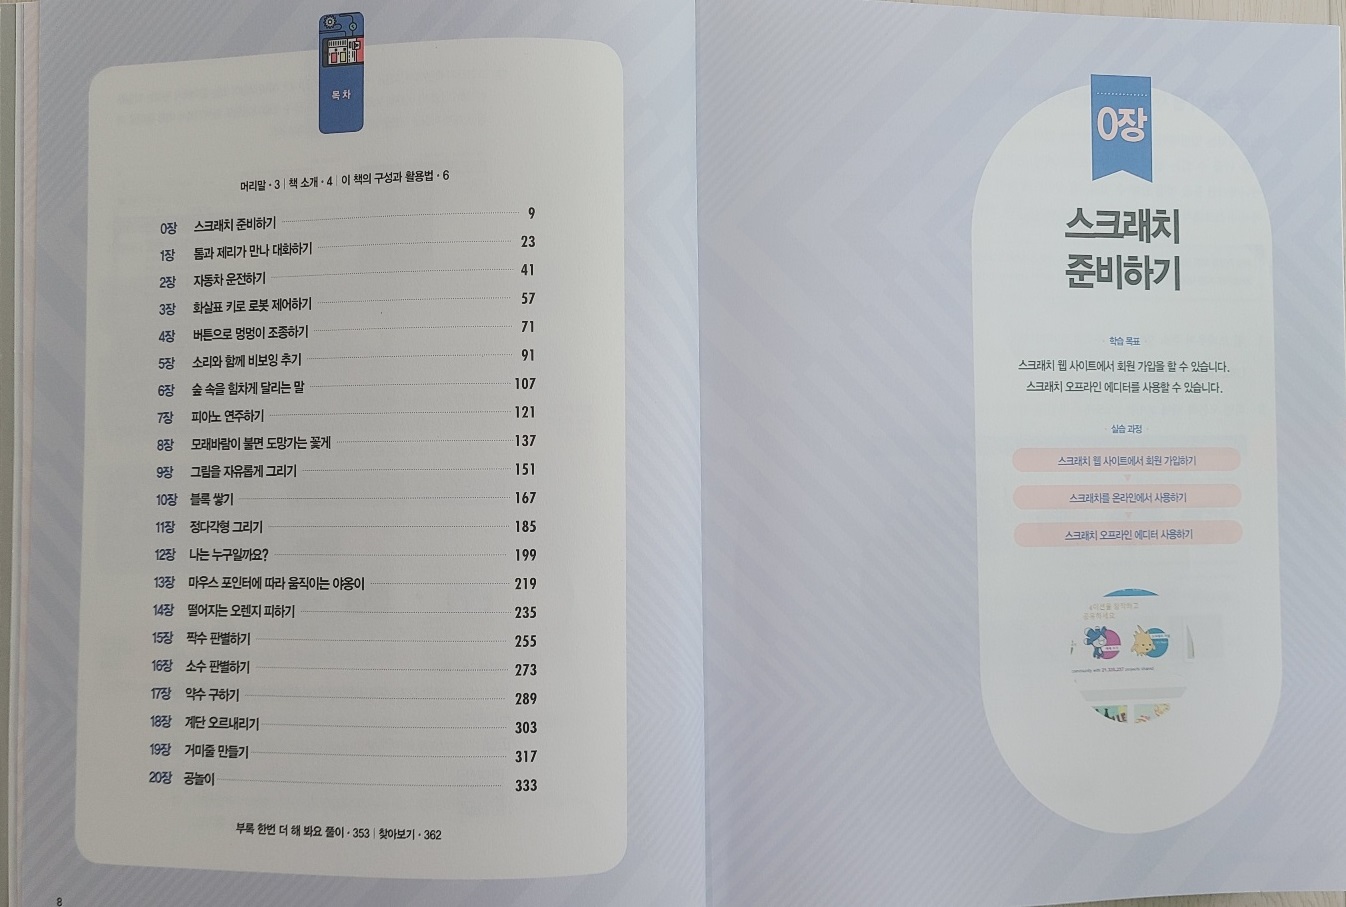 목차
머리말 · 3 | 책 소개 · 4 | 이 책의 구성과 활용법 · 6
0장 스크래치 준비하기 9
1장 톰과 제리가 만나 대화하기 23
2장 자동차 운전하기 41
3장 화살표 키로 로봇 제어하기 57
4장 버튼으로 멍멍이 조종하기 71
5장 소리와 함께 비보잉 추기 91
6장 숲 속을 힘차게 달리는 말 107
7장 피아노 연주하기 121
8장 모래바람이 불면 도망가는 꽃게 137
9장 그림을 자유롭게 그리기 151
10장 블록 쌓기 167
11장 정다각형 그리기 185
12장 나는 누구일까요? 199
13장 마우스 포인터에 따라 움직이는 야옹이 219
14장 떨어지는 오렌지 피하기 235
15장 짝수 판별하기 255
16장 소수 판별하기 273
17장 약수 구하기 289
18장 계단 오르내리기 303
19장 거미줄 만들기 317
20장 공놀이 333
부록 한번 더 해 봐요 풀이 · 353 | 찾아보기 · 362
8
0장
스크래치
준비하기
학습 목표
스크래치 웹 사이트에서 회원 가입을 할 수 있습니다.
스크래치 오프라인 에디터를 사용할 수 있습니다.
실습 과정
스크래치 웹 사이트에서 회원 가입하기
스크래치를 온라인에서 사용하기
스크래치 오프라인 에디터 사용하기